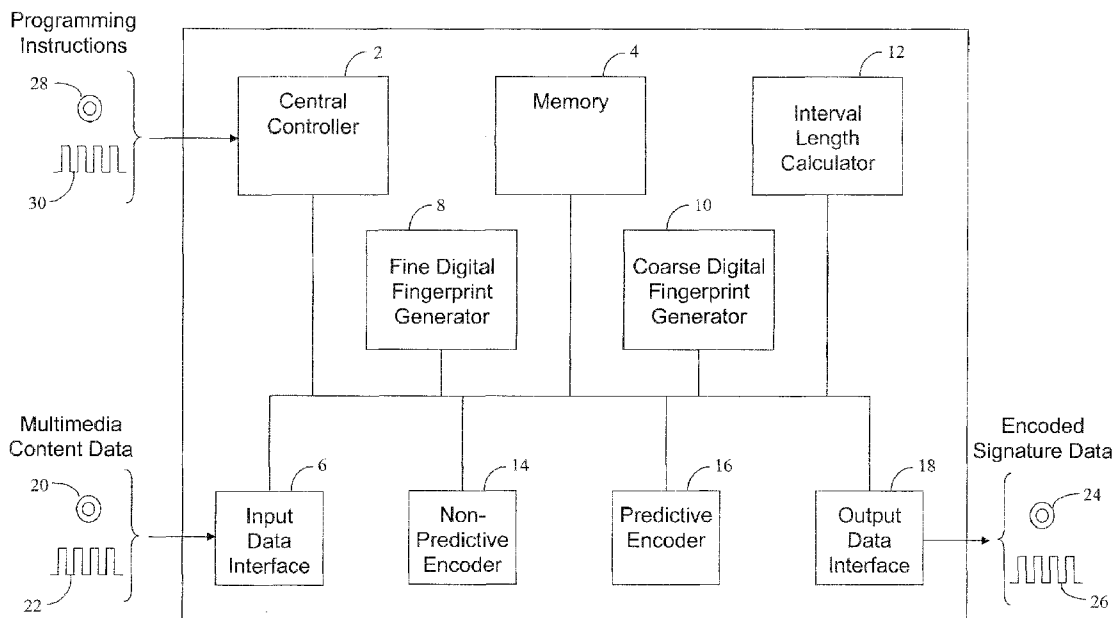 Programming
Instructions
28
30
2
Central
Controller
4
Memory
12
Interval
Length
Calculator
8
Fine Digital
Fingerprint
Generator
10
Coarse Digital
Fingerprint
Generator
Multimedia
Content Data
20
22
6
Input
Data
Interface
14
Non-
Predictive
Encoder
16
Predictive
Encoder
18
Output
Data
Interface
Encoded
Signature Data
24
26